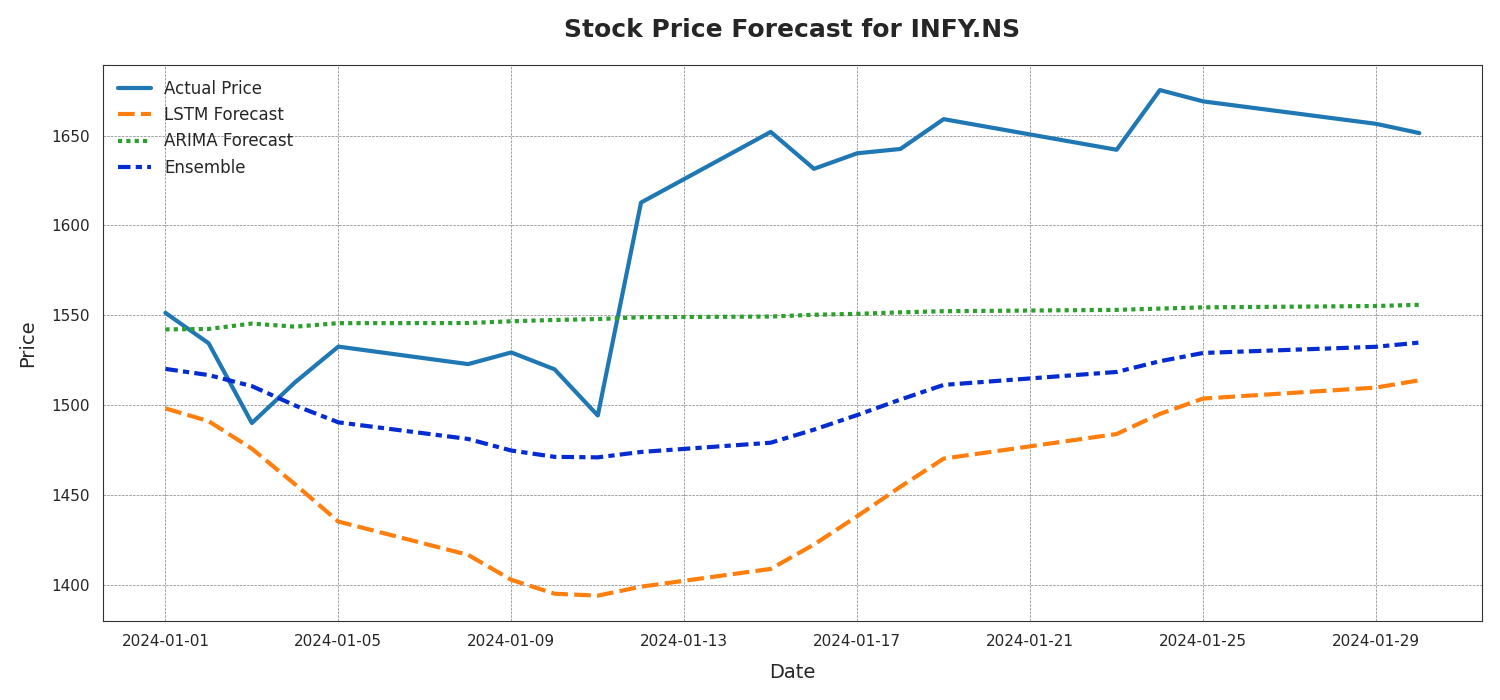 Stock Price Forecast for INFY.NS
Actual Price
LSTM Forecast
ARIMA Forecast
Ensemble
Price
1650
1600
1550
1500
1450
1400
2024-01-01 2024-01-05 2024-01-09 2024-01-13 2024-01-17 2024-01-21 2024-01-25 2024-01-29
Date